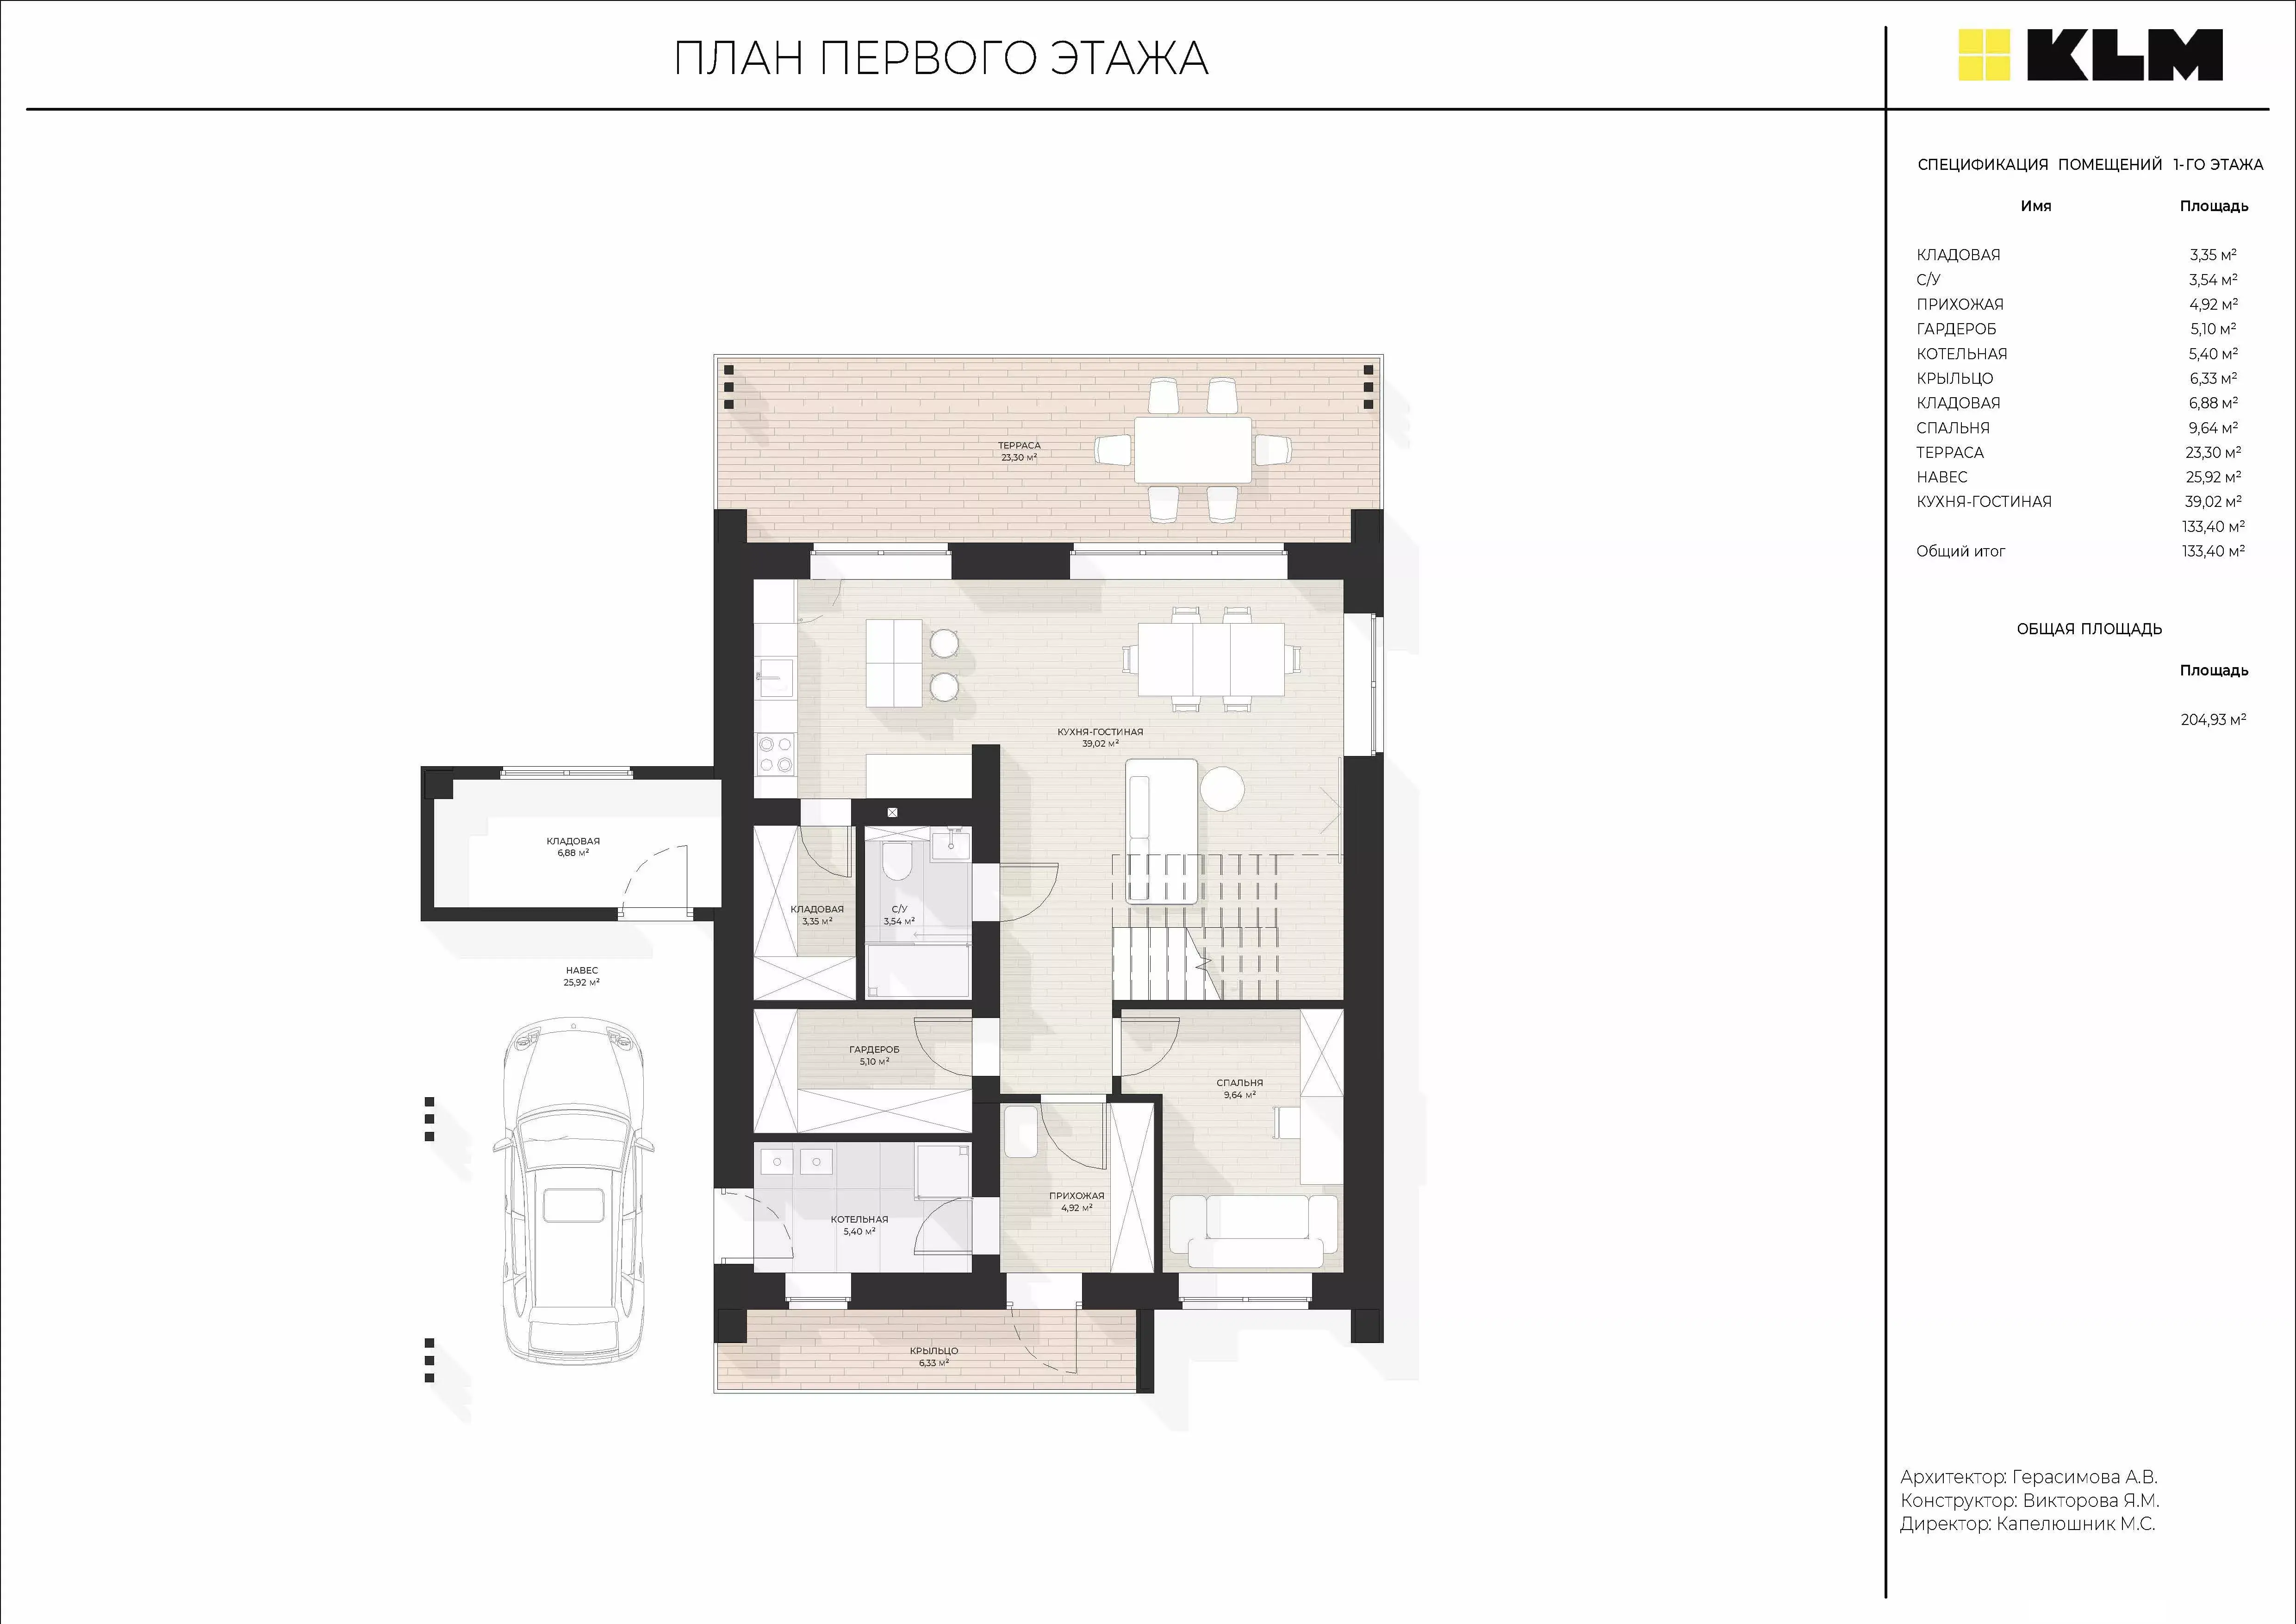 ПЛАН ПЕРВОГО ЭТАЖА
KLM
СПЕЦИФИКАЦИЯ ПОМЕЩЕНИЙ 1-ГО ЭТАЖА
Имя Площадь
КЛАДОВАЯ 3,35 м²
С/У 3,54 м²
ПРИХОЖАЯ 4,92 м²
ГАРДЕРОБ 5,10 м²
КОТЕЛЬНАЯ 5,40 м²
КРЫЛЬЦО 6,33 м²
КЛАДОВАЯ 6,88 м²
СПАЛЬНЯ 9,64 м²
ТЕРРАСА 23,30 м²
НАВЕС 25,92 м²
КУХНЯ-ГОСТИНАЯ 39,02 м²
133,40 м²
Общий итог 133,40 м²
ОБЩАЯ ПЛОЩАДЬ
Площадь
204,93 м²
ТЕРРАСА
23,30 м²
КУХНЯ-ГОСТИНАЯ
39,02 м²
КЛАДОВАЯ
6,88 м²
КЛАДОВАЯ
3,35 м²
С/У
3,54 м²
НАВЕС
25,92 м²
ГАРДЕРОБ
5,10 м²
СПАЛЬНЯ
9,64 м²
ПРИХОЖАЯ
4,92 м²
КОТЕЛЬНАЯ
5,40 м²
КРЫЛЬЦО
6,33 м²
Архитектор: Герасимова А.В.
Конструктор: Викторова Я.М.
Директор: Капелюшник М.С.